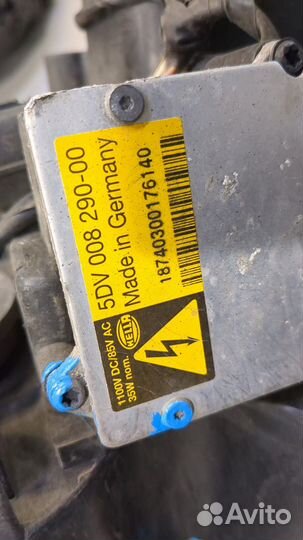 5DV 008 290-00
Made in Germany
18740300176140
1100V DC/85V AC
35W nom.
HELLA
Avito